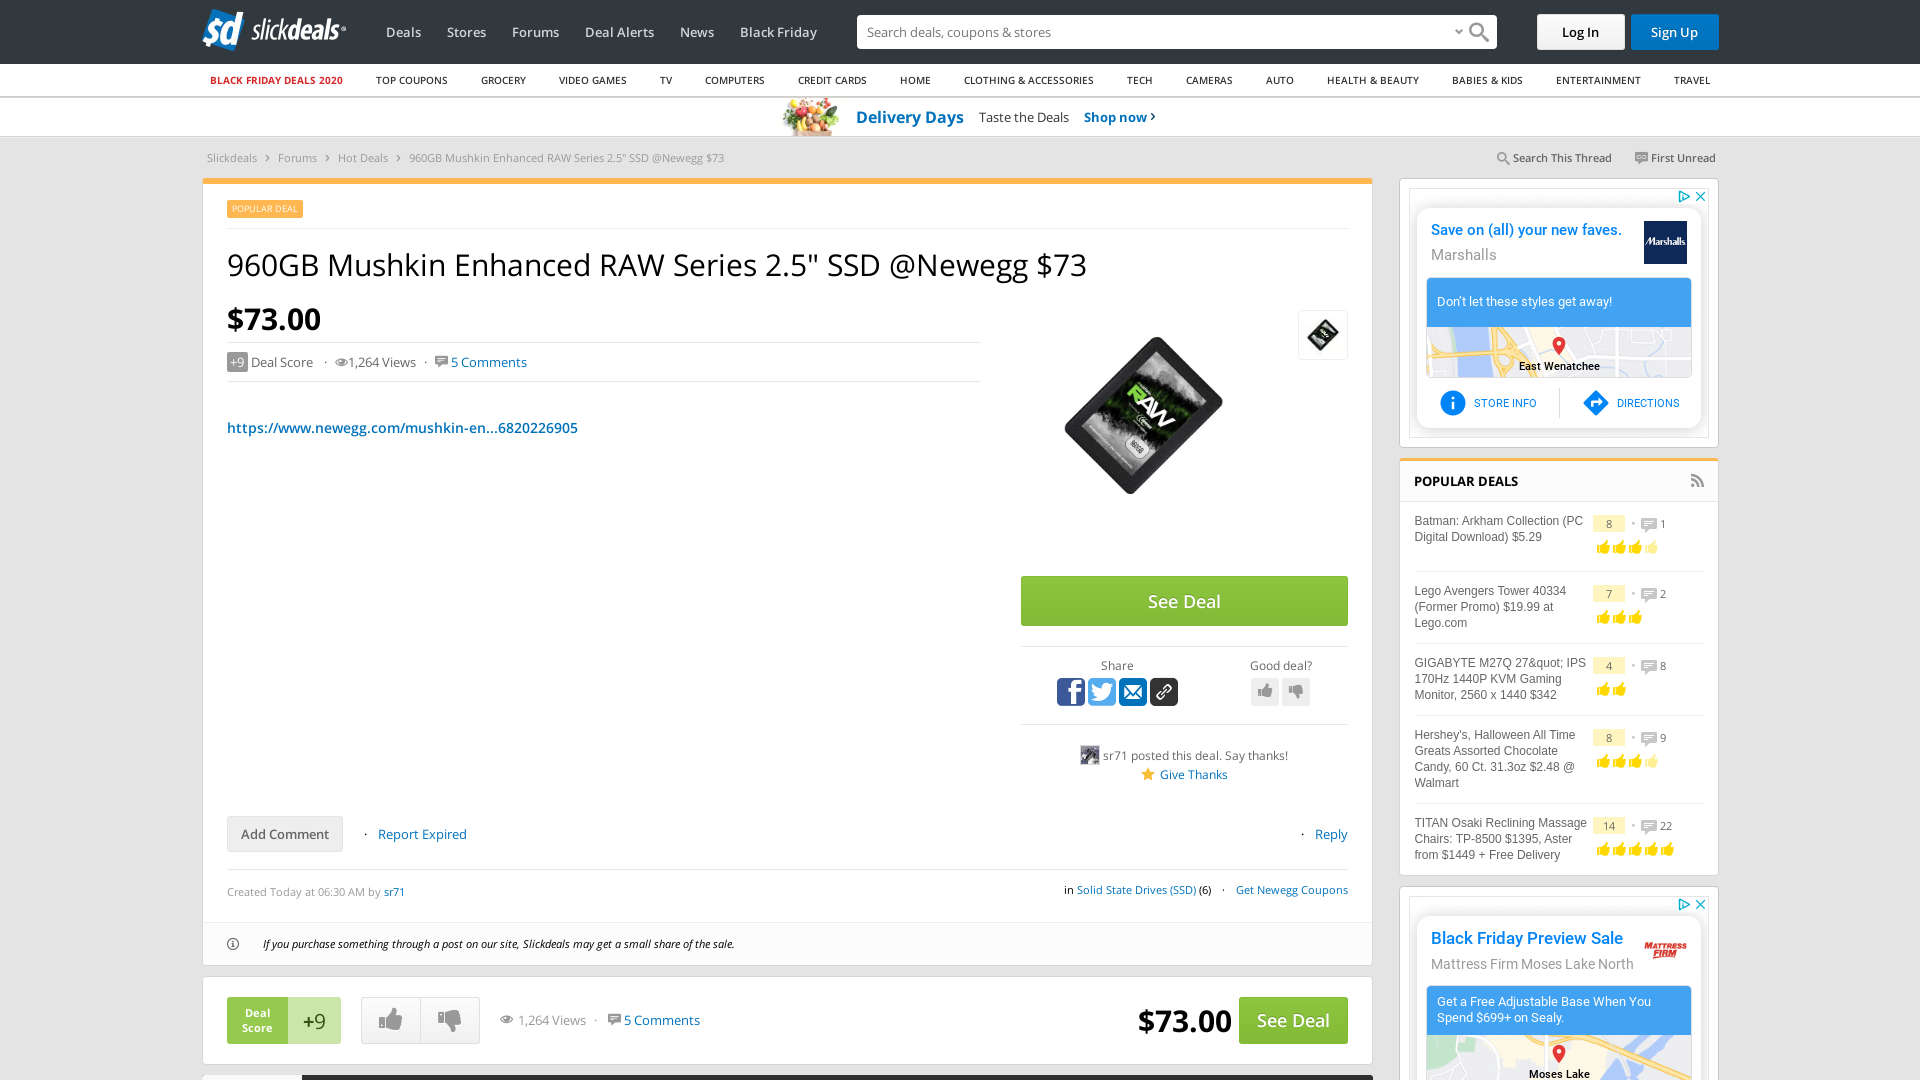 slickdeals
Deals
Stores
Forums
Deal Alerts
News
Black Friday
Search deals, coupons & stores
Log In
Sign Up
BLACK FRIDAY DEALS 2020
TOP COUPONS
GROCERY
VIDEO GAMES
TV
COMPUTERS
CREDIT CARDS
HOME
CLOTHING & ACCESSORIES
TECH
CAMERAS
AUTO
HEALTH & BEAUTY
BABIES & KIDS
ENTERTAINMENT
TRAVEL
Delivery Days Taste the Deals Shop now
Slickdeals > Forums > Hot Deals > 960GB Mushkin Enhanced RAW Series 2.5" SSD @Newegg $73
Search This Thread
First Unread
POPULAR DEAL
960GB Mushkin Enhanced RAW Series 2.5" SSD @Newegg $73
$73.00
+9 Deal Score · 1,264 Views · 5 Comments
https://www.newegg.com/mushkin-en...6820226905
RAW
See Deal
Share
Good deal?
sr71 posted this deal. Say thanks!
Give Thanks
Add Comment
· Report Expired
· Reply
Created Today at 06:30 AM by sr71
in Solid State Drives (SSD) (6) · Get Newegg Coupons
If you purchase something through a post on our site, Slickdeals may get a small share of the sale.
Deal
Score
+9
1,264 Views · 5 Comments
$73.00
See Deal
Save on (all) your new faves.
Marshalls
Marshalls
Don't let these styles get away!
East Wenatchee
STORE INFO
DIRECTIONS
POPULAR DEALS
Batman: Arkham Collection (PC
Digital Download) $5.29
8 • 1
Lego Avengers Tower 40334
(Former Promo) $19.99 at
Lego.com
7 • 2
GIGABYTE M27Q 27&quot; IPS
170Hz 1440P KVM Gaming
Monitor, 2560 x 1440 $342
4 • 8
Hershey's, Halloween All Time
Greats Assorted Chocolate
Candy, 60 Ct. 31.3oz $2.48 @
Walmart
8 • 9
TITAN Osaki Reclining Massage
Chairs: TP-8500 $1395, Aster
from $1449 + Free Delivery
14 • 22
Black Friday Preview Sale
Mattress Firm Moses Lake North
MATTRESS
FIRM
Get a Free Adjustable Base When You
Spend $699+ on Sealy.
Moses Lake